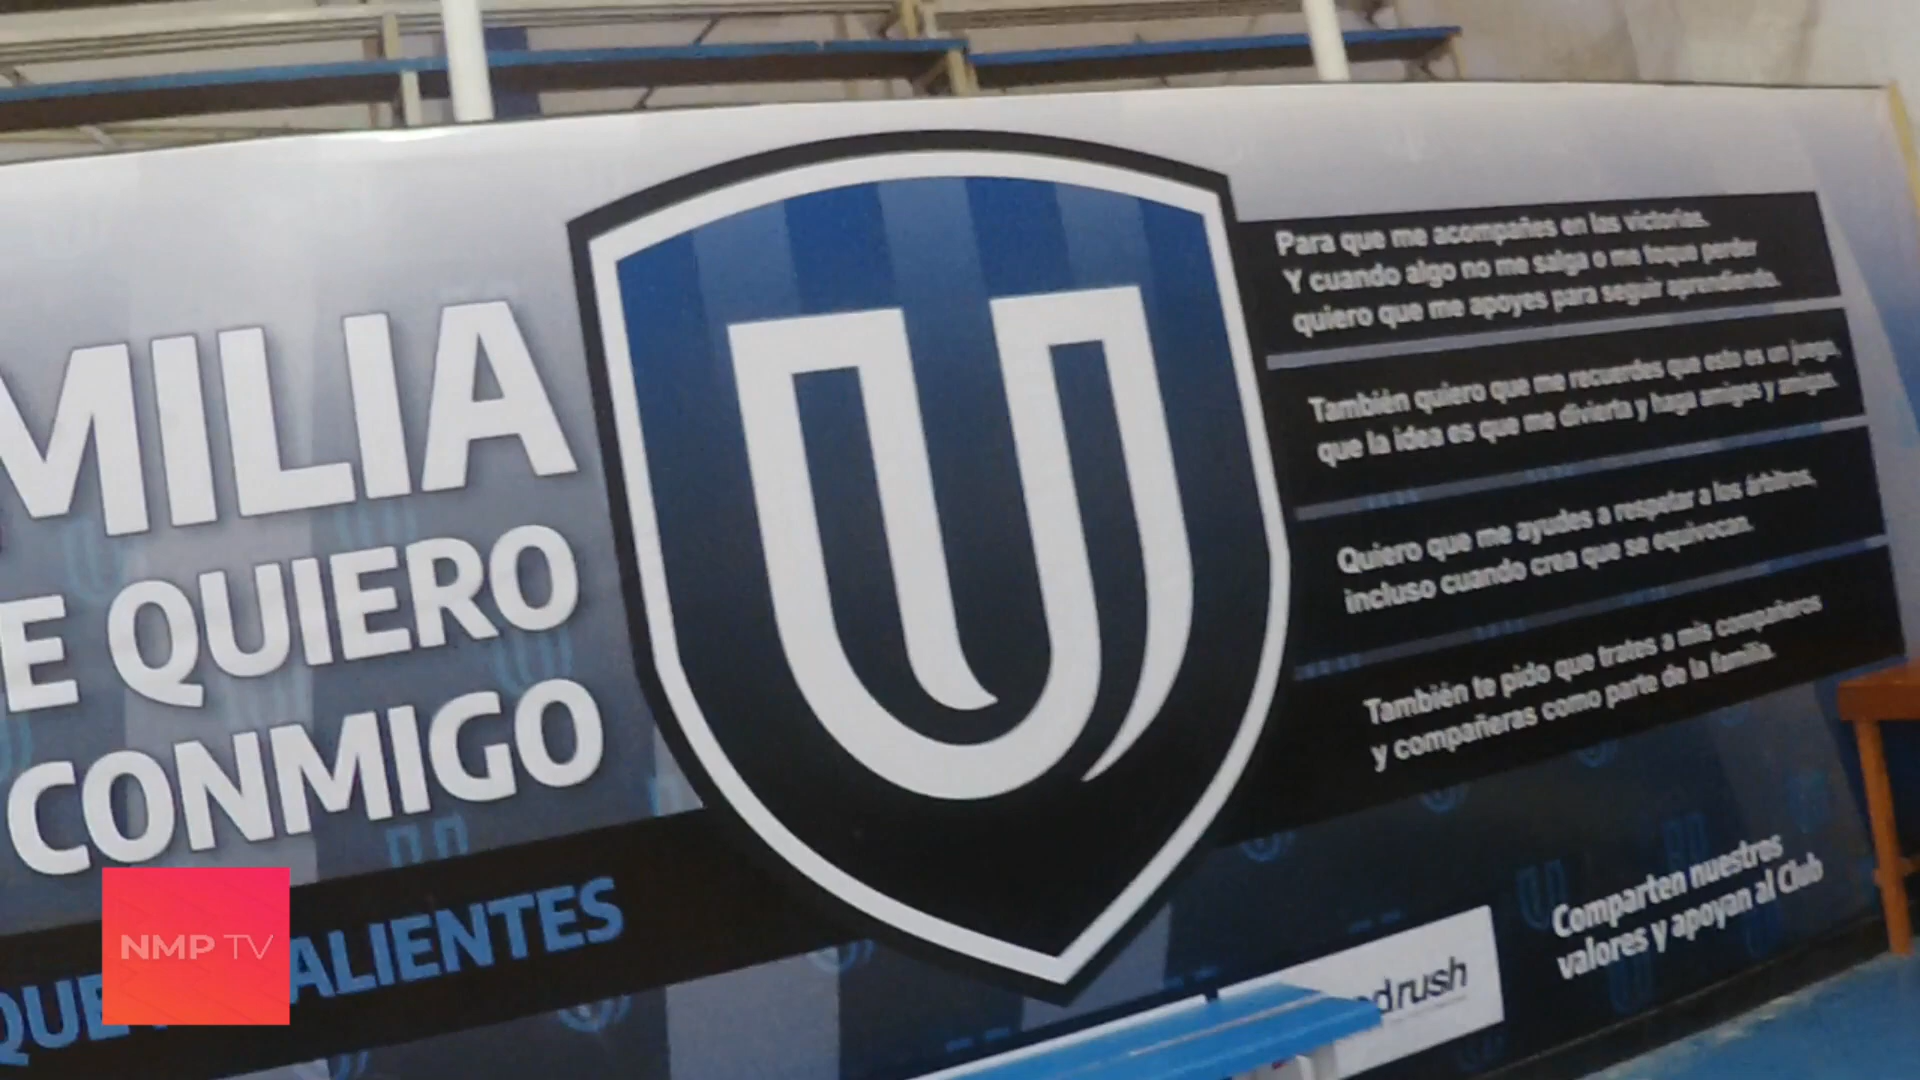 MILIA
E QUIERO
CONMIGO
QUE ALIENTES
U
Para que me acompañes en las victorias.
Y cuando algo no me salga o me toque perder
quiero que me apoyes para seguir aprendiendo.
También quiero que me recuerdes que esto es un juego,
que la idea es que me divierta y haga amigos y amigas.
Quiero que me ayudes a respetar a los árbitros,
incluso cuando crea que se equivocan.
También te pido que trates a mis compañeros
y compañeras como parte de la familia.
Comparten nuestros
valores y apoyan al Club
d rush
NMP TV